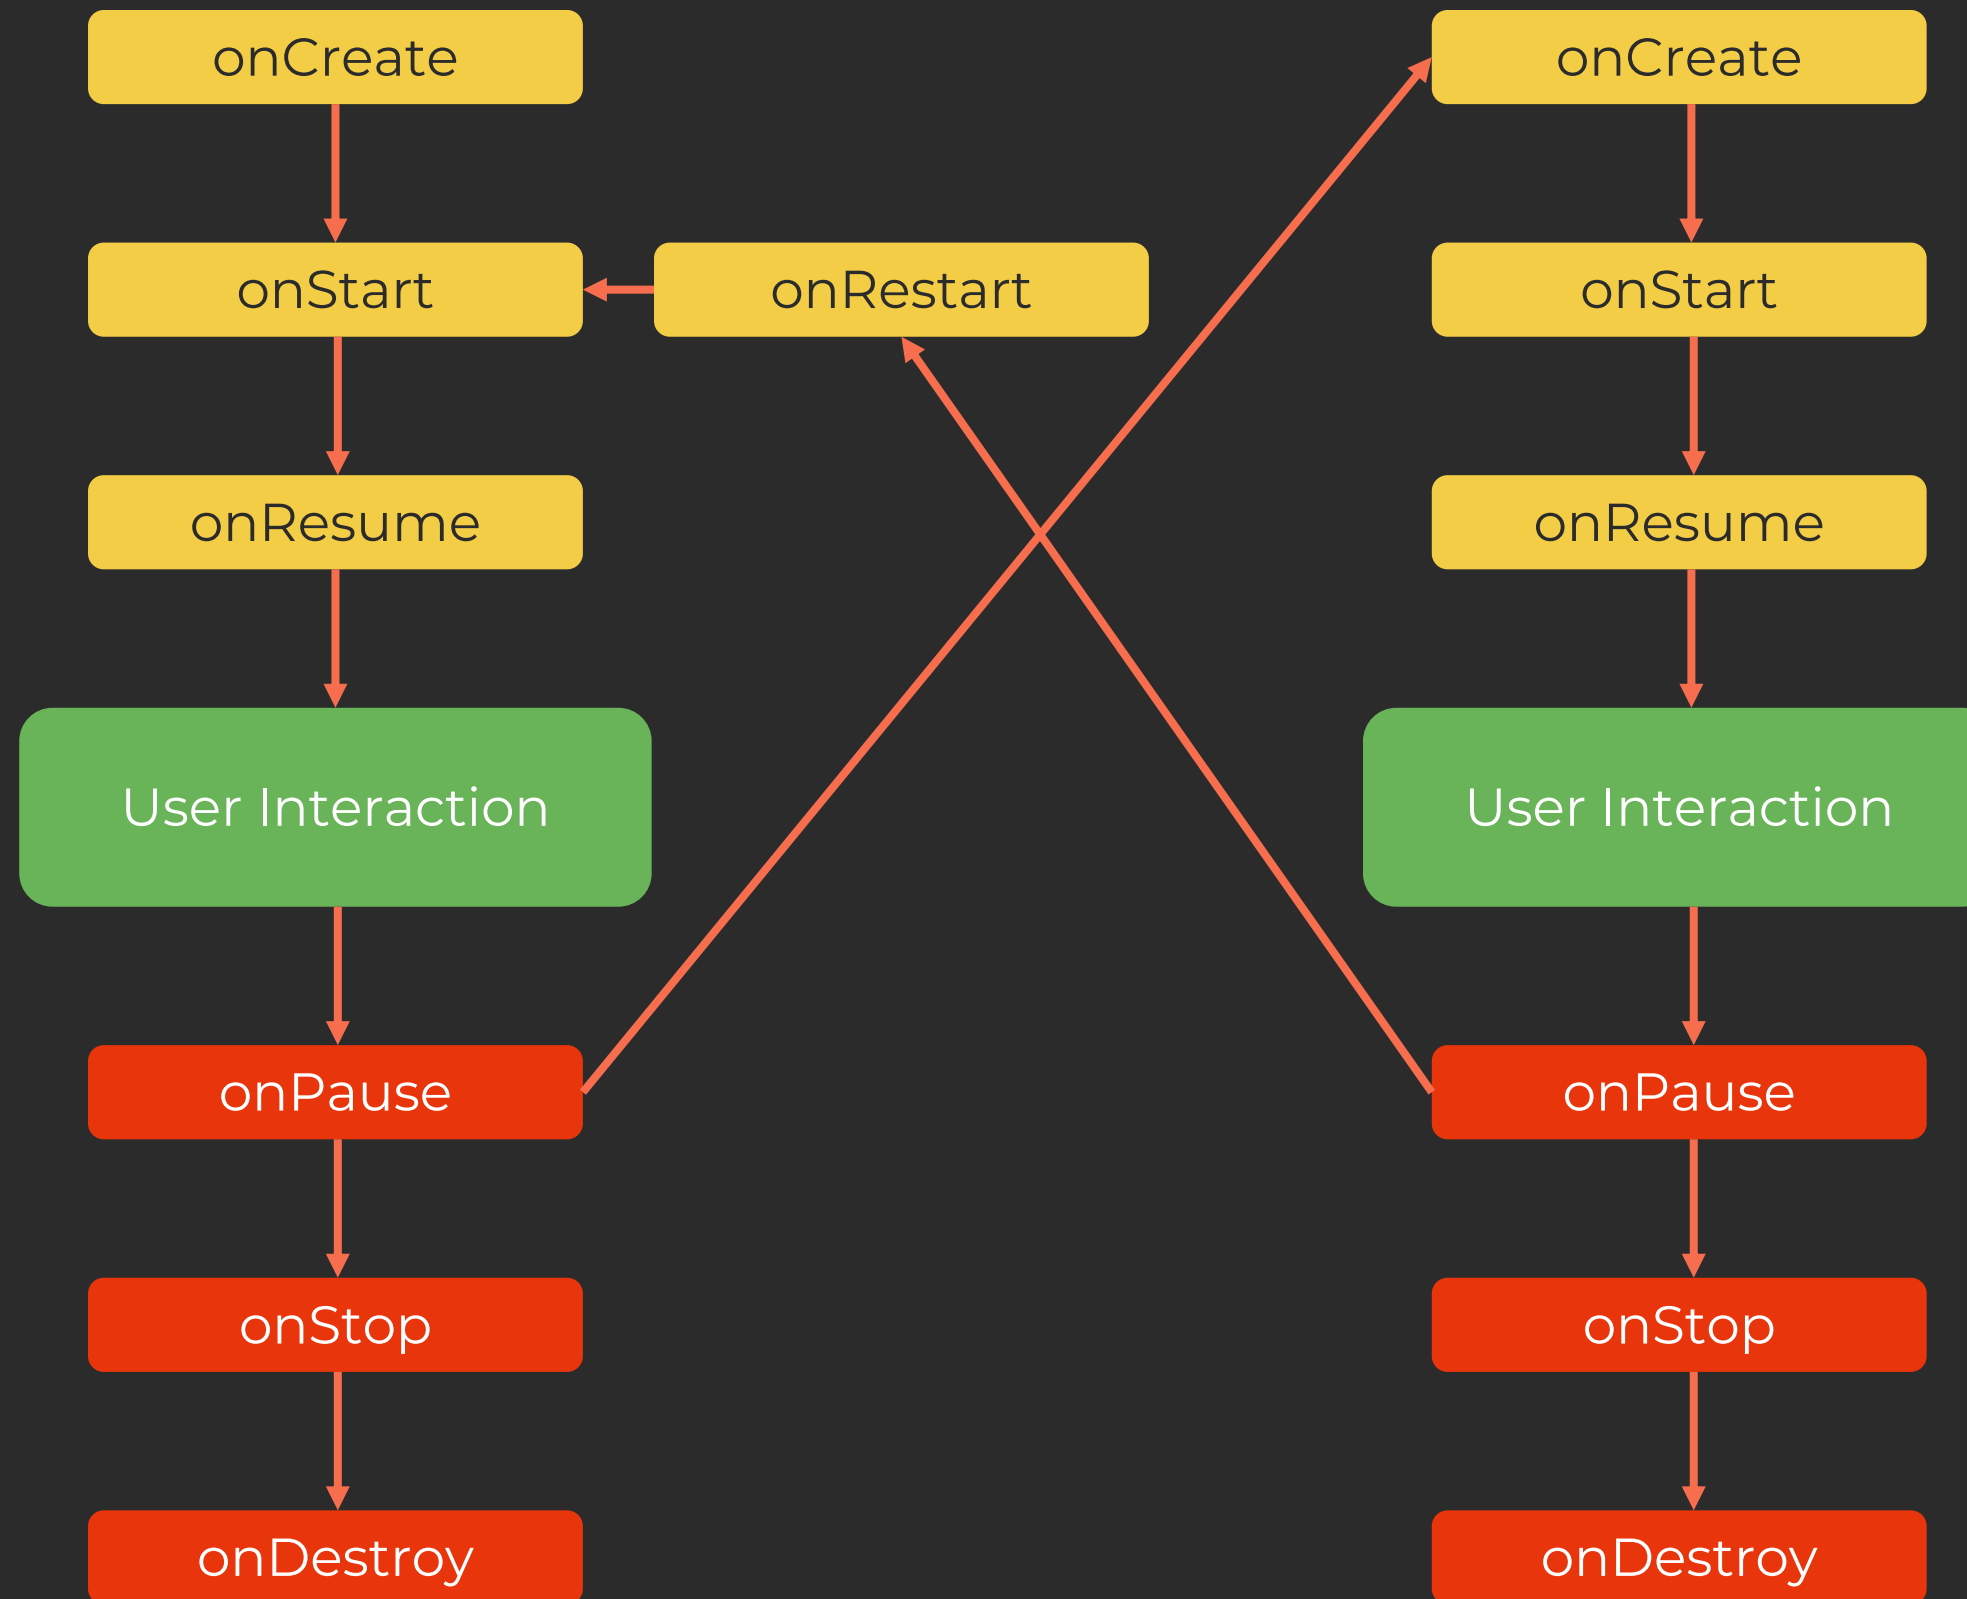 onCreate
onCreate
onStart
onRestart
onStart
onResume
onResume
User Interaction
User Interaction
onPause
onPause
onStop
onStop
onDestroy
onDestroy